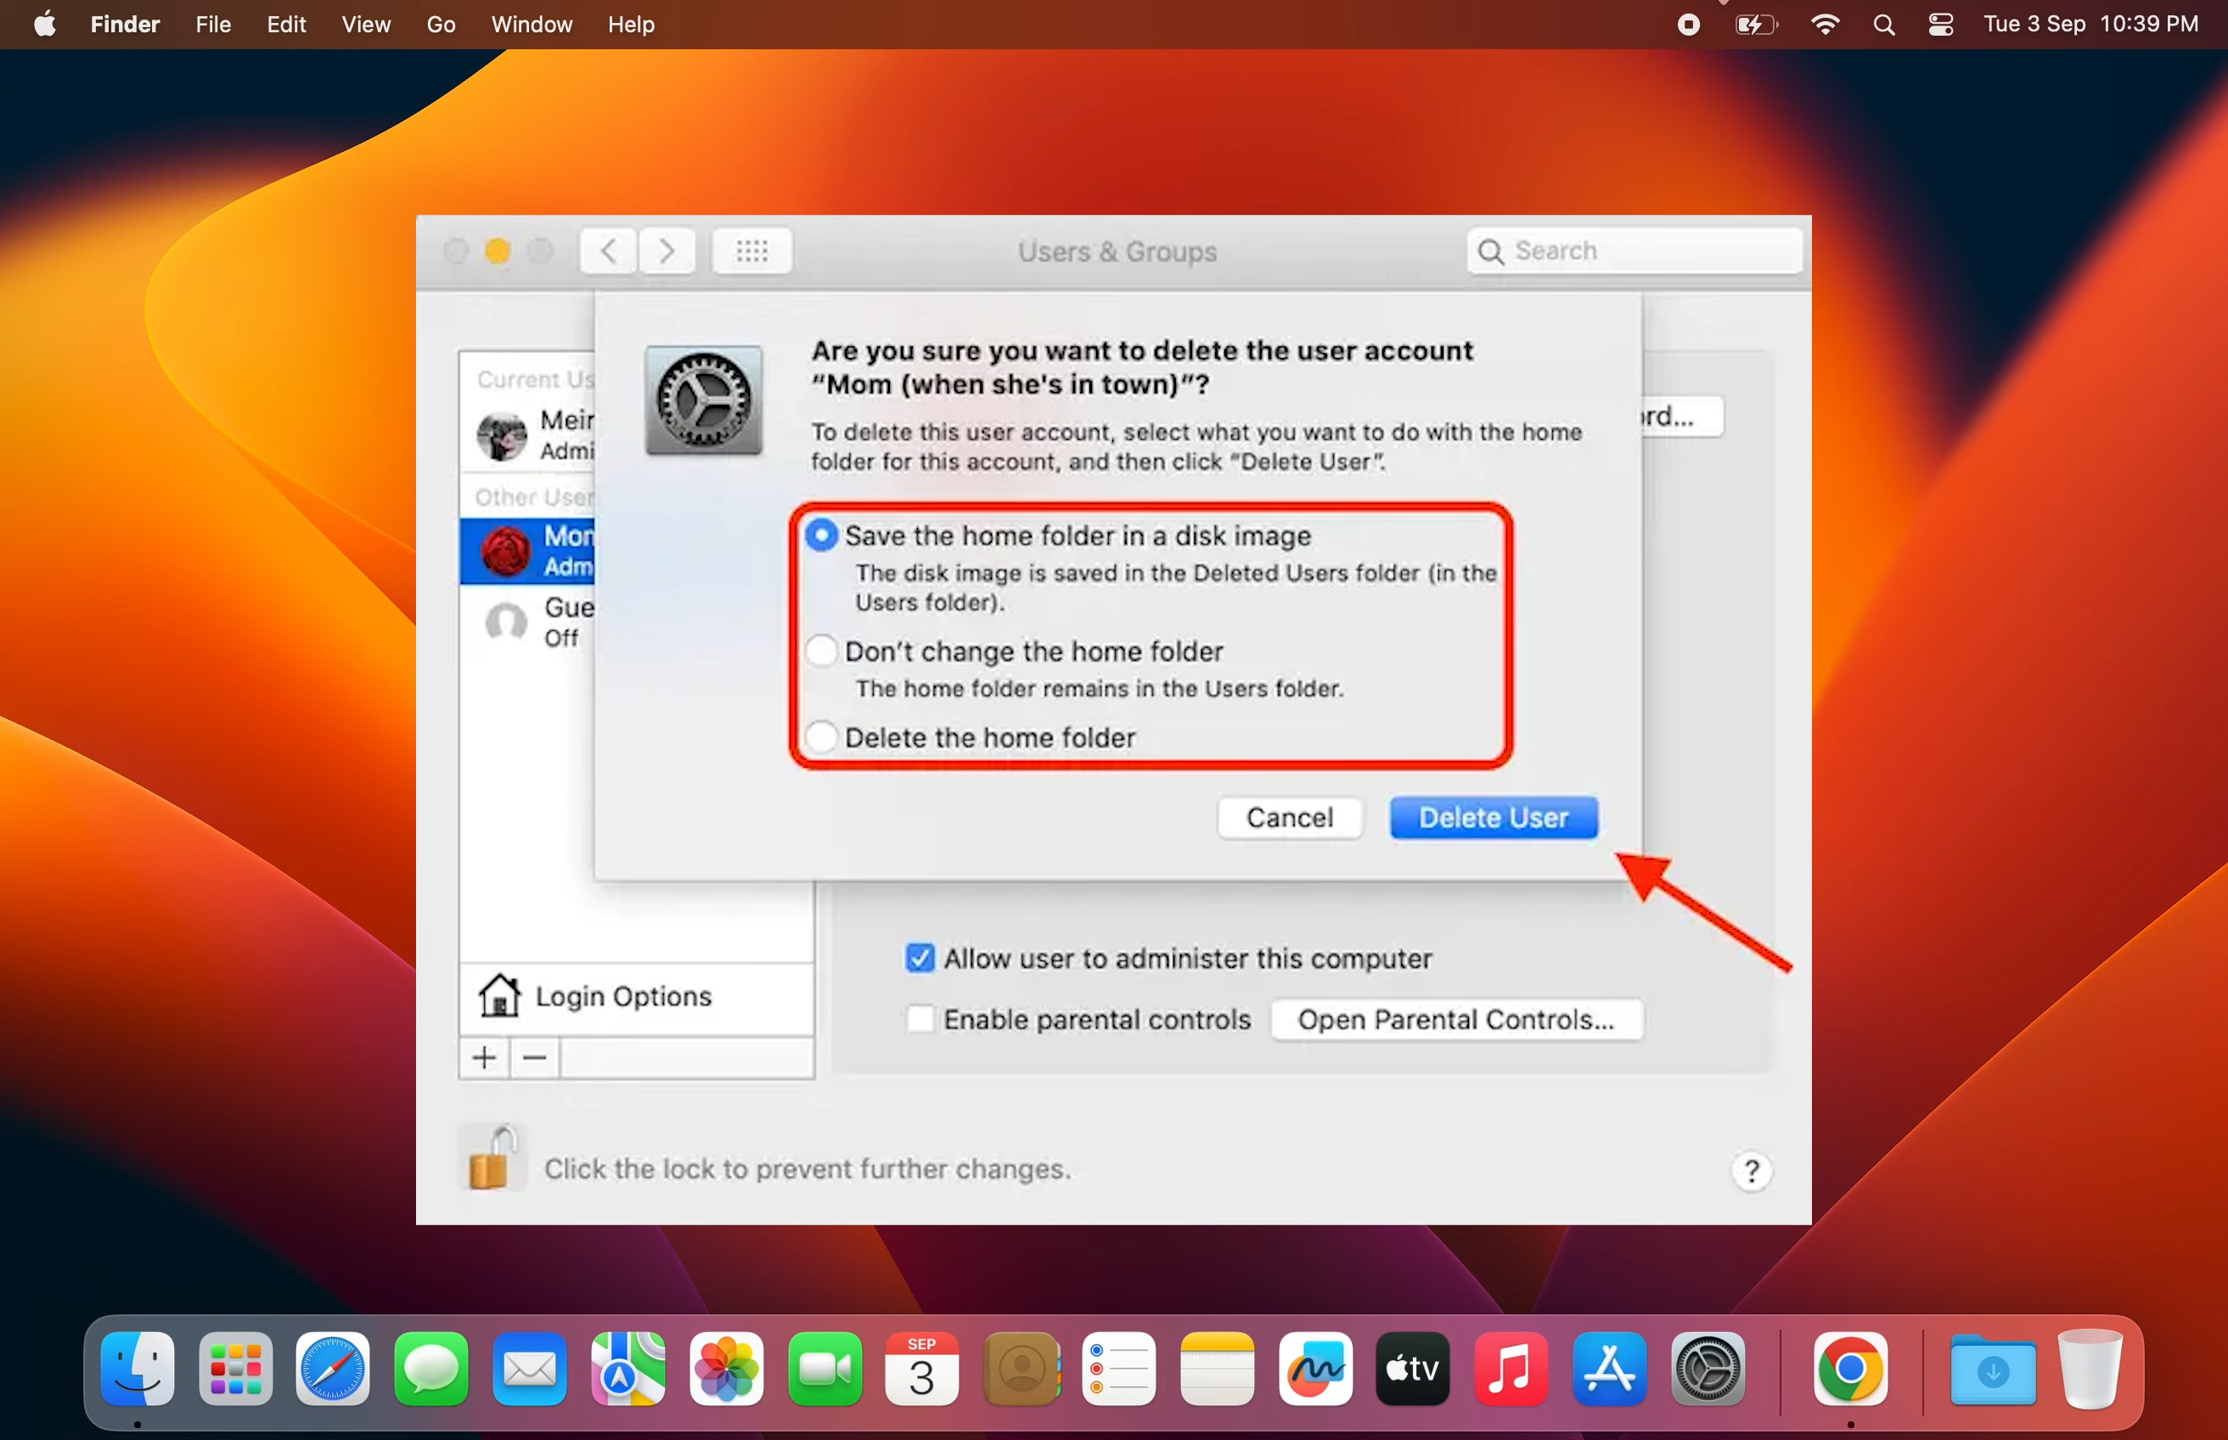 Finder File Edit View Go Window Help Tue 3 Sep 10:39 PM
Users & Groups
Search
Are you sure you want to delete the user account
“Mom (when she's in town)”?
To delete this user account, select what you want to do with the home
folder for this account, and then click “Delete User”.
Save the home folder in a disk image
The disk image is saved in the Deleted Users folder (in the
Users folder).
Don’t change the home folder
The home folder remains in the Users folder.
Delete the home folder
Cancel Delete User
Current Us
Meir
Admi
Other User
Mon
Adm
Gue
Off
Login Options
+ −
rd...
Allow user to administer this computer
Enable parental controls Open Parental Controls...
Click the lock to prevent further changes.
?
SEP
3
tv